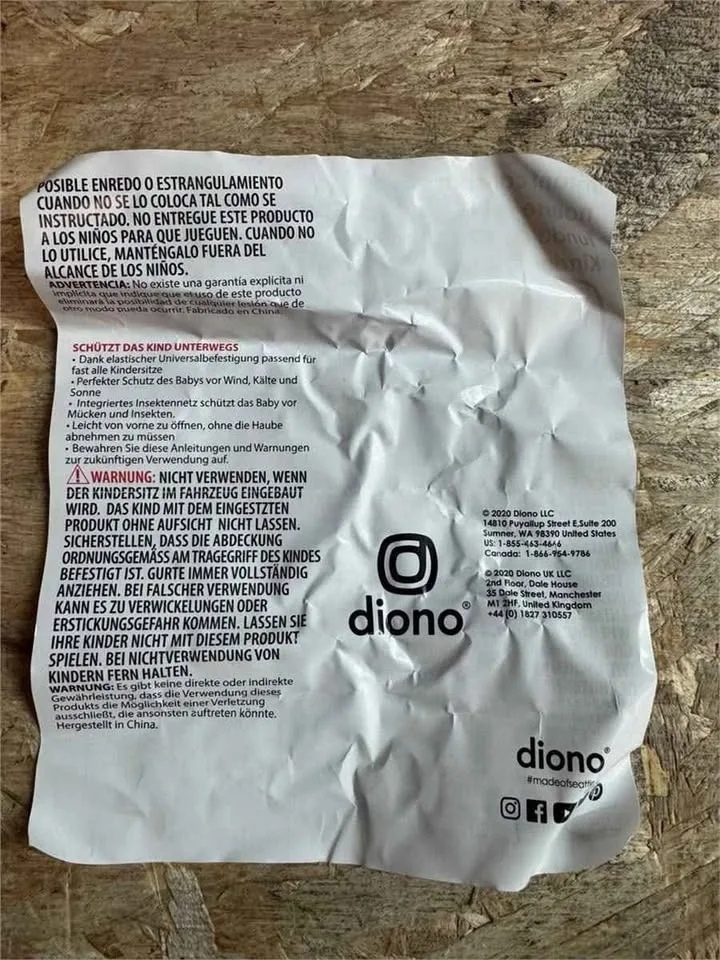 POSIBLE ENREDO O ESTRANGULAMIENTO
CUANDO NO SE LO COLOCA TAL COMO SE
INSTRUCTADO. NO ENTREGUE ESTE PRODUCTO
A LOS NIÑOS PARA QUE JUEGUEN. CUANDO NO
LO UTILICE, MANTÉNGALO FUERA DEL
ALCANCE DE LOS NIÑOS.
ADVERTENCIA: No existe una garantía explicita ni
implicita que indique que el uso de este producto
eliminara la posibilidad de cualquier lesión que de
otro modo pueda ocurrir. Fabricado en China.
SCHÜTZT DAS KIND UNTERWEGS
• Dank elastischer Universalbefestigung passend für
fast alle Kindersitze
• Perfekter Schutz des Babys vor Wind, Kälte und
Sonne
• Integriertes Insektennetz schützt das Baby vor
Mücken und Insekten.
• Leicht von vorne zu öffnen, ohne die Haube
abnehmen zu müssen
• Bewahren Sie diese Anleitungen und Warnungen
zur zukünftigen Verwendung auf.
WARNUNG: NICHT VERWENDEN, WENN
DER KINDERSITZ IM FAHRZEUG EINGEBAUT
WIRD. DAS KIND MIT DEM EINGESTZTEN
PRODUKT OHNE AUFSICHT NICHT LASSEN.
SICHERSTELLEN, DASS DIE ABDECKUNG
ORDNUNGSGEMÄSS AM TRAGEGRIFF DES KINDES
BEFESTIGT IST. GURTE IMMER VOLLSTÄNDIG
ANZIEHEN. BEI FALSCHER VERWENDUNG
KANN ES ZU VERWICKELUNGEN ODER
ERSTICKUNGSGEFAHR KOMMEN. LASSEN SIE
IHRE KINDER NICHT MIT DIESEM PRODUKT
SPIELEN. BEI NICHTVERWENDUNG VON
KINDERN FERN HALTEN.
WARNUNG: Es gibt keine direkte oder indirekte
Gewährleistung, dass die Verwendung dieses
Produkts die Möglichkeit einer Verletzung
ausschließt, die ansonsten auftreten könnte.
Hergestellt in China.
diono®
© 2020 Diono LLC
14810 Puyallup Street E,Suite 200
Sumner, WA 98390 United States
US: 1-855-463-4666
Canada: 1-866-954-9786
© 2020 Diono UK LLC
2nd Floor, Dale House
35 Dale Street, Manchester
M1 2HF, United Kingdom
+44 (0) 1827 310557
diono®